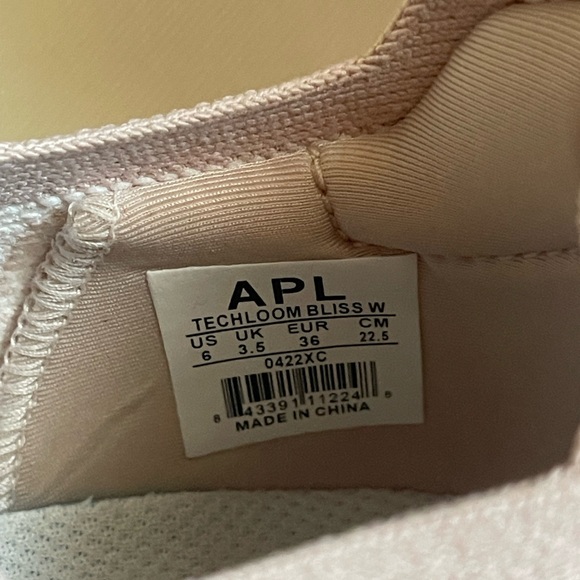 APL
TECHLOOM BLISS W
US UK EUR CM
6 3.5 36 22.5
0422XC
8 43391 11224 8
MADE IN CHINA